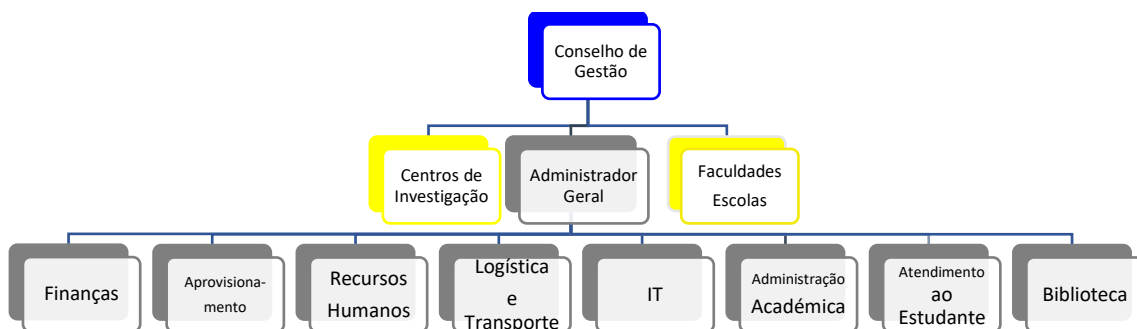 Conselho de
Gestão
Centros de
Investigação
Administrador
Geral
Faculdades
Escolas
Finanças
Aprovisiona-
mento
Recursos
Humanos
Logística
e
Transporte
IT
Administração
Académica
Atendimento
ao
Estudante
Biblioteca